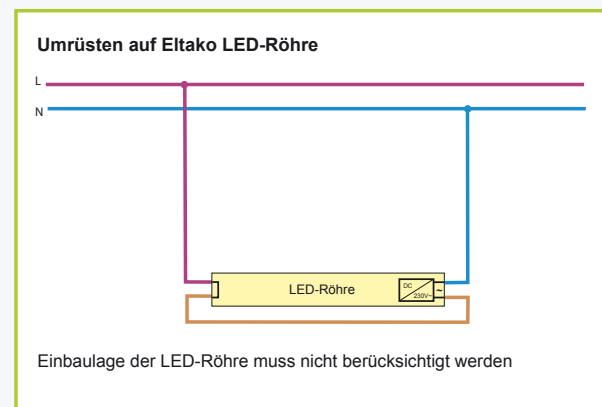 Umrüsten auf Eltako LED-Röhre
L
N
LED-Röhre
DC
230V~
~
Einbaulage der LED-Röhre muss nicht berücksichtigt werden